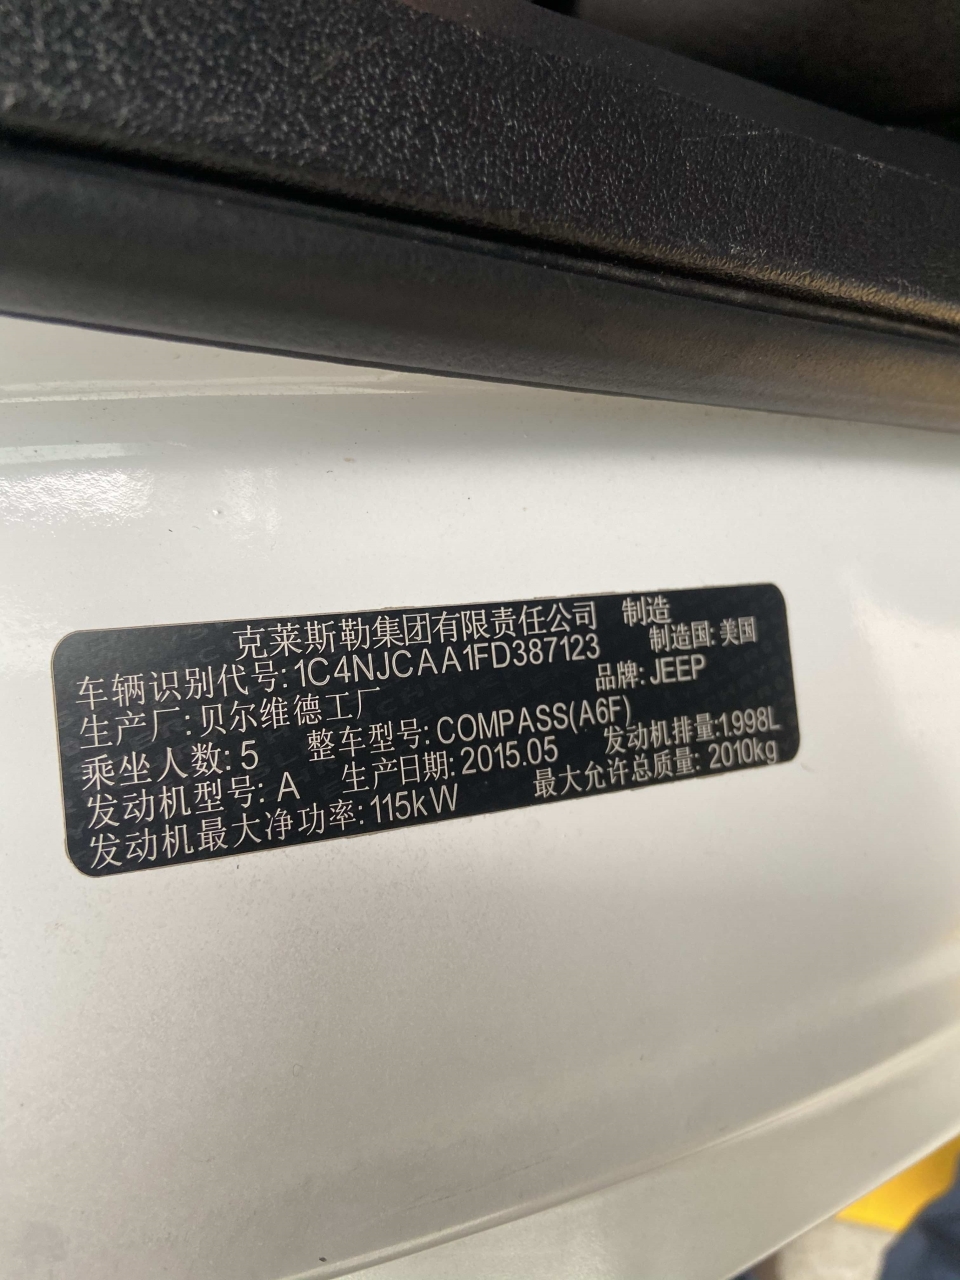 克莱斯勒集团有限责任公司 制造
车辆识别代号:1C4NJCAA1FD387123 制造国:美国
生产厂:贝尔维德工厂 品牌:JEEP
乘坐人数:5 整车型号:COMPASS(A6F)
发动机型号:A 生产日期:2015.05 发动机排量:1.998L
发动机最大净功率:115kW 最大允许总质量:2010kg